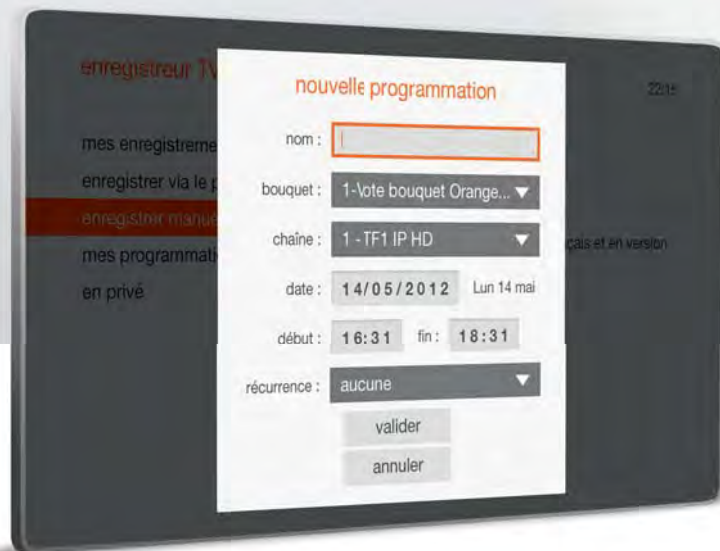 enregistreur TV
22:15
mes enregistreme
enregistrer via le p
enregistrer manue
mes programmati
en privé
çais et en version
nouvelle programmation
nom :
bouquet : 1-Vote bouquet Orange...
chaîne : 1 - TF1 IP HD
date : 14/05/2012 Lun 14 mai
début : 16:31 fin : 18:31
récurrence : aucune
valider
annuler